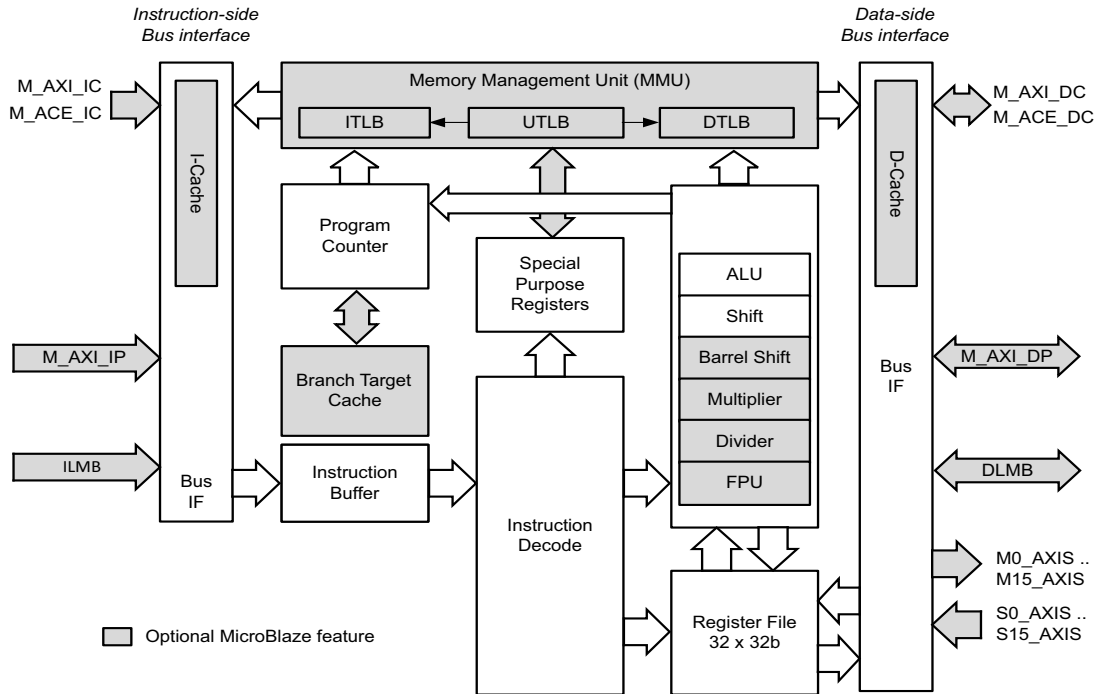 Instruction-side
Bus interface
Data-side
Bus interface
M_AXI_IC
M_ACE_IC
Memory Management Unit (MMU)
ITLB
UTLB
DTLB
M_AXI_DC
M_ACE_DC
I-Cache
D-Cache
Program
Counter
Special
Purpose
Registers
ALU
Shift
Barrel Shift
Multiplier
Divider
FPU
M_AXI_IP
Branch Target
Cache
Bus
IF
M_AXI_DP
ILMB
Bus
IF
Instruction
Buffer
Instruction
Decode
DLMB
M0_AXIS ..
M15_AXIS
S0_AXIS ..
S15_AXIS
Register File
32 x 32b
Optional MicroBlaze feature